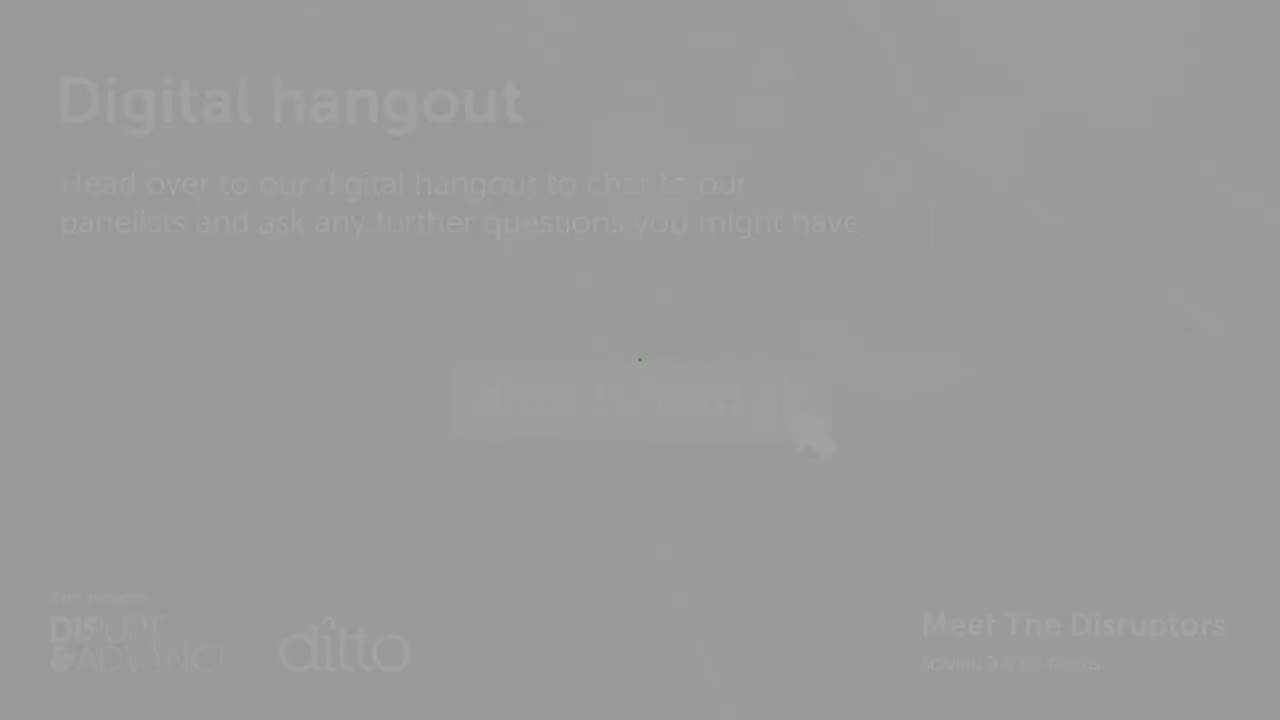 Digital hangout
Head over to our digital hangout to chat to our
panelists and ask any further questions you might have
DISRUPT
&ADVANCE
ditto
Meet The Disruptors